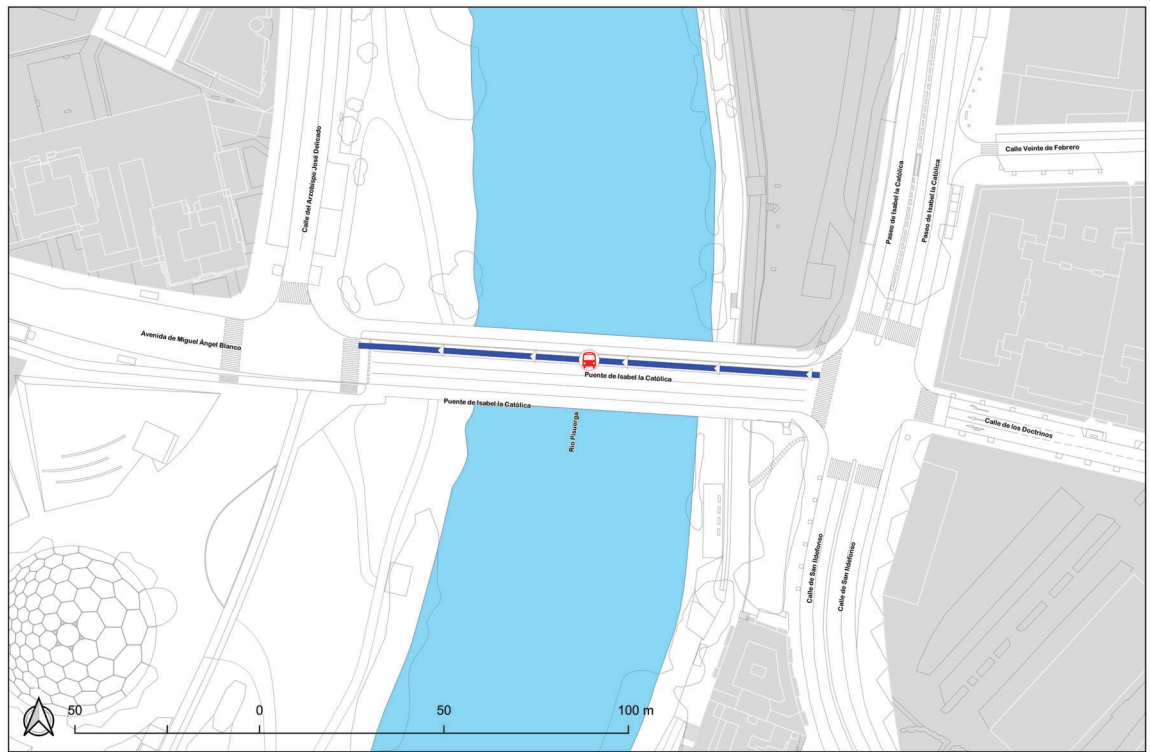 Calle del Arzobispo José Delicado
Calle Veinte de Febrero
Paseo de Isabel la Católica
Paseo de Isabel la Católica
Avenida de Miguel Ángel Blanco
Puente de Isabel la Católica
Puente de Isabel la Católica
Río Pisuerga
Calle de los Doctrinos
Calle de San Ildefonso
Calle de San Ildefonso
50 0 50 100 m